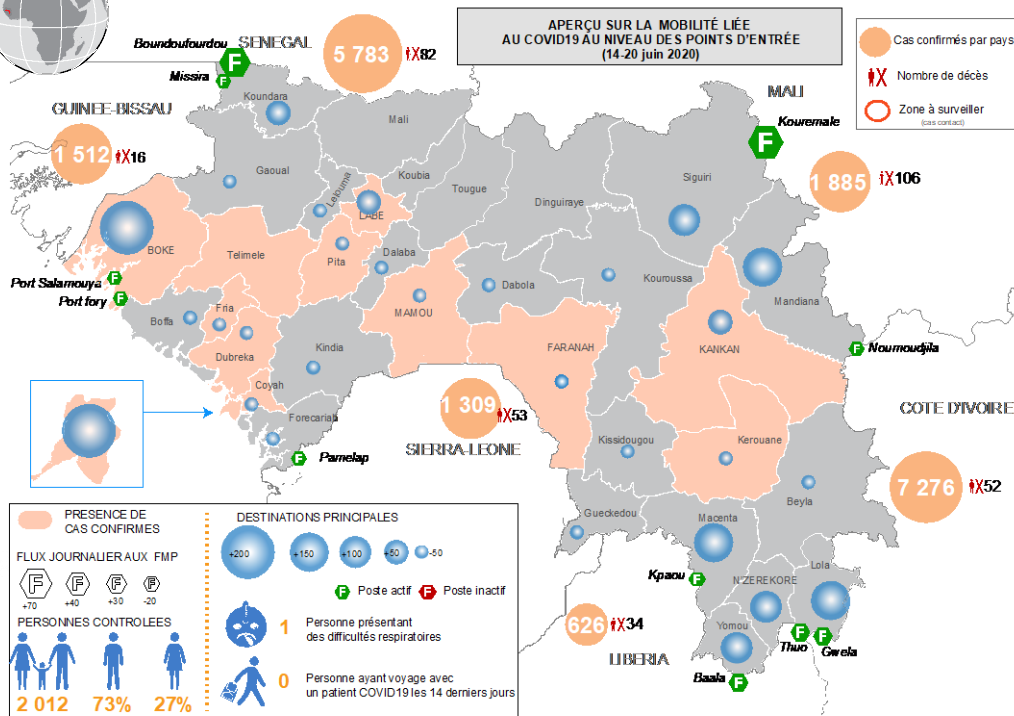 APERÇU SUR LA MOBILITÉ LIÉE
AU COVID19 AU NIVEAU DES POINTS D'ENTRÉE
(14-20 juin 2020)
Cas confirmés par pays
Nombre de décès
Zone à surveiller
(cas contact)
Boundoufourdou
SENEGAL
5 783
82
Missira
F
F
Koundara
GUINEE-BISSAU
1 512
16
MALI
Kouremale
F
1 885
106
Mali
Gaoual
Koubia
Lelouma
Tougue
Siguiri
LABE
Dinguiraye
BOKE
Telimele
Pita
Dalaba
Kouroussa
Mandiana
Port Salamouya
F
Port fory
F
Dabola
MAMOU
Boffa
Fria
Dubreka
Kindia
FARANAH
KANKAN
F
Noumoudjila
Coyah
Forecariah
1 309
53
SIERRA-LEONE
F
Pamelap
COTE D'IVOIRE
Kissidougou
Kerouane
7 276
52
Beyla
Gueckedou
Macenta
Lola
Kpaou
F
N'ZEREKORE
626
34
LIBERIA
Yomou
F
F
Thuo
Gwela
Baala
F
PRESENCE DE
CAS CONFIRMES
FLUX JOURNALIER AUX FMP
F
F
F
F
+70
+40
+30
-20
PERSONNES CONTROLEES
2 012
73%
27%
DESTINATIONS PRINCIPALES
+200
+150
+100
+50
-50
F
Poste actif
F
Poste inactif
1
Personne présentant
des difficultés respiratoires
0
Personne ayant voyage avec
un patient COVID19 les 14 derniers jours